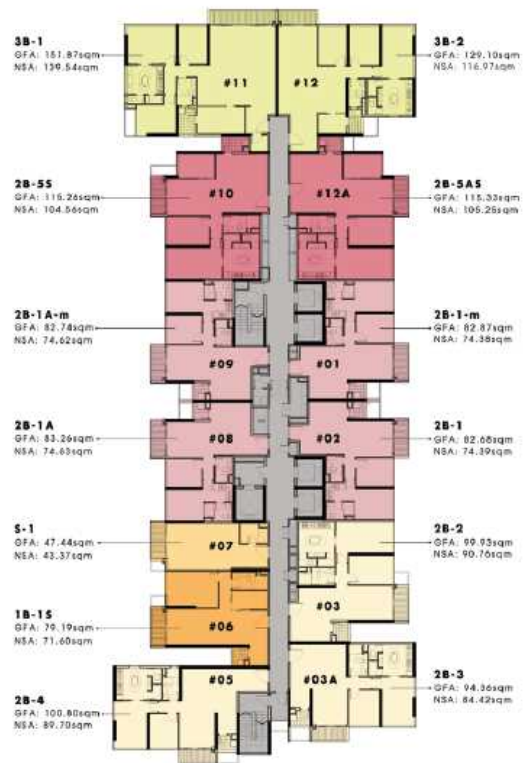 3B-1
GFA: 151.87sqm
NSA: 139.54sqm
#11
#12
3B-2
GFA: 129.10sqm
NSA: 116.97sqm
2B-5S
GFA: 115.26sqm
NSA: 104.56sqm
#10
#12A
2B-5AS
GFA: 115.33sqm
NSA: 105.25sqm
2B-1A-m
GFA: 82.74sqm
NSA: 74.62sqm
#09
#01
2B-1-m
GFA: 82.87sqm
NSA: 74.38sqm
2B-1A
GFA: 83.26sqm
NSA: 74.63sqm
#08
#02
2B-1
GFA: 82.68sqm
NSA: 74.39sqm
S-1
GFA: 47.44sqm
NSA: 43.37sqm
#07
2B-2
GFA: 99.93sqm
NSA: 90.76sqm
1B-1S
GFA: 79.19sqm
NSA: 71.60sqm
#06
#03
2B-4
GFA: 100.80sqm
NSA: 89.70sqm
#05
#03A
2B-3
GFA: 94.36sqm
NSA: 84.42sqm